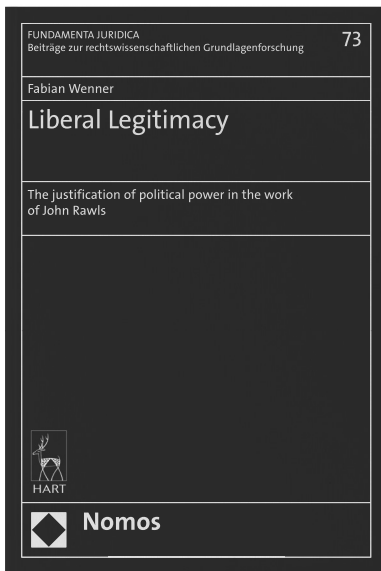 FUNDAMENTA JURIDICA
Beiträge zur rechtswissenschaftlichen Grundlagenforschung
73
Fabian Wenner
Liberal Legitimacy
The justification of political power in the work
of John Rawls
HART
Nomos